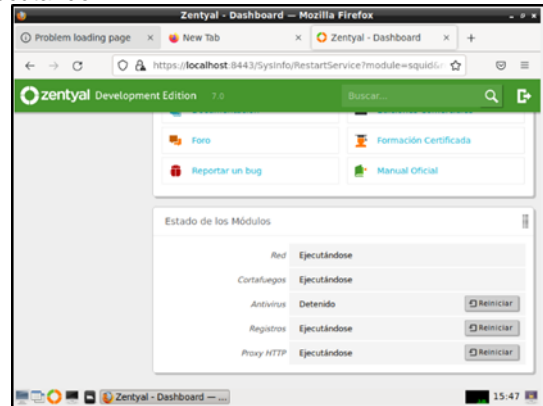 Zentyal - Dashboard — Mozilla Firefox
Problem loading page × New Tab × Zentyal - Dashboard × +
https://localhost:8443/SysInfo/RestartService?module=squid&
zentyal Development Edition 7.0 Buscar...
Foro Formación Certificada
Reportar un bug Manual Oficial
Estado de los Módulos
Red Ejecutándose
Cortafuegos Ejecutándose
Antivirus Detenido Reiniciar
Registros Ejecutándose Reiniciar
Proxy HTTP Ejecutándose Reiniciar
Zentyal - Dashboard — ... 15:47